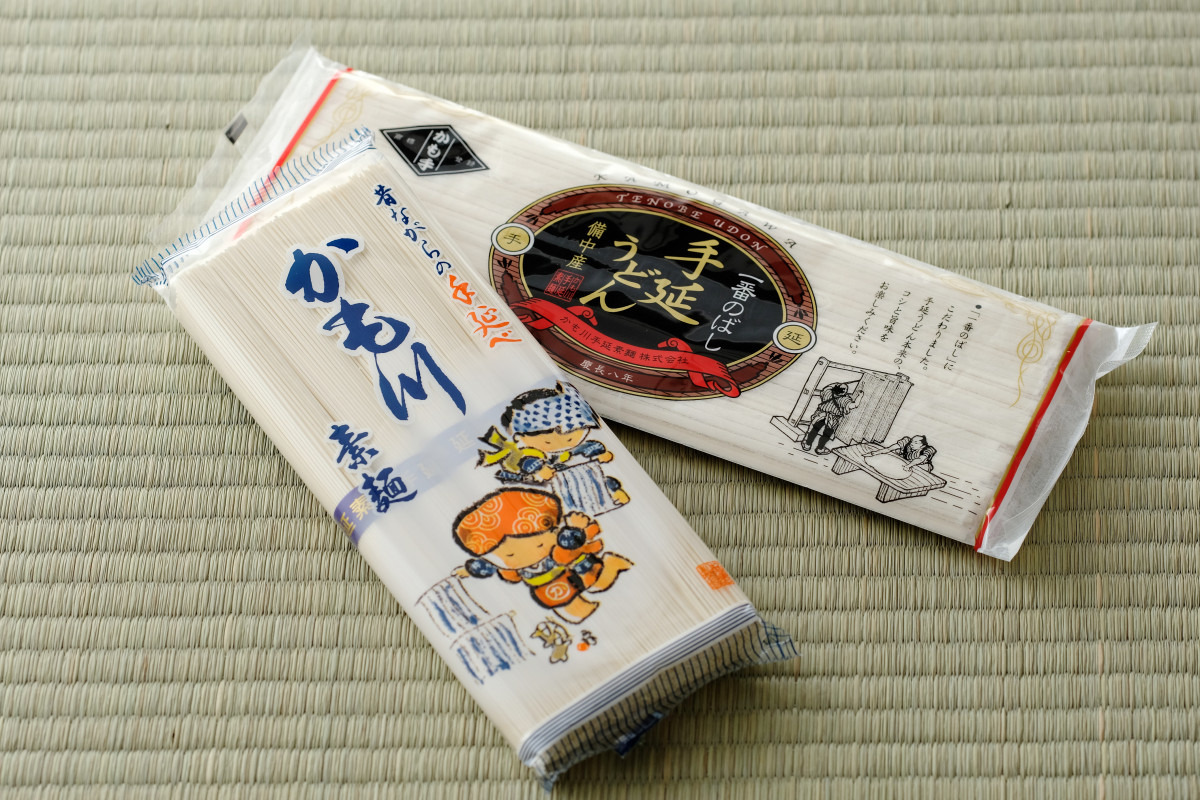 昔ながらの手延べ
かも川
素麺
かも川
KAMOGAWA
TENOBE UDON
手
延
一番のばし
手延
うどん
備中産
かも川手延素麺株式会社
慶長八年
●「一番のばし」に
こだわりました。
手延うどん本来の、
コシと旨味を
お楽しみください。